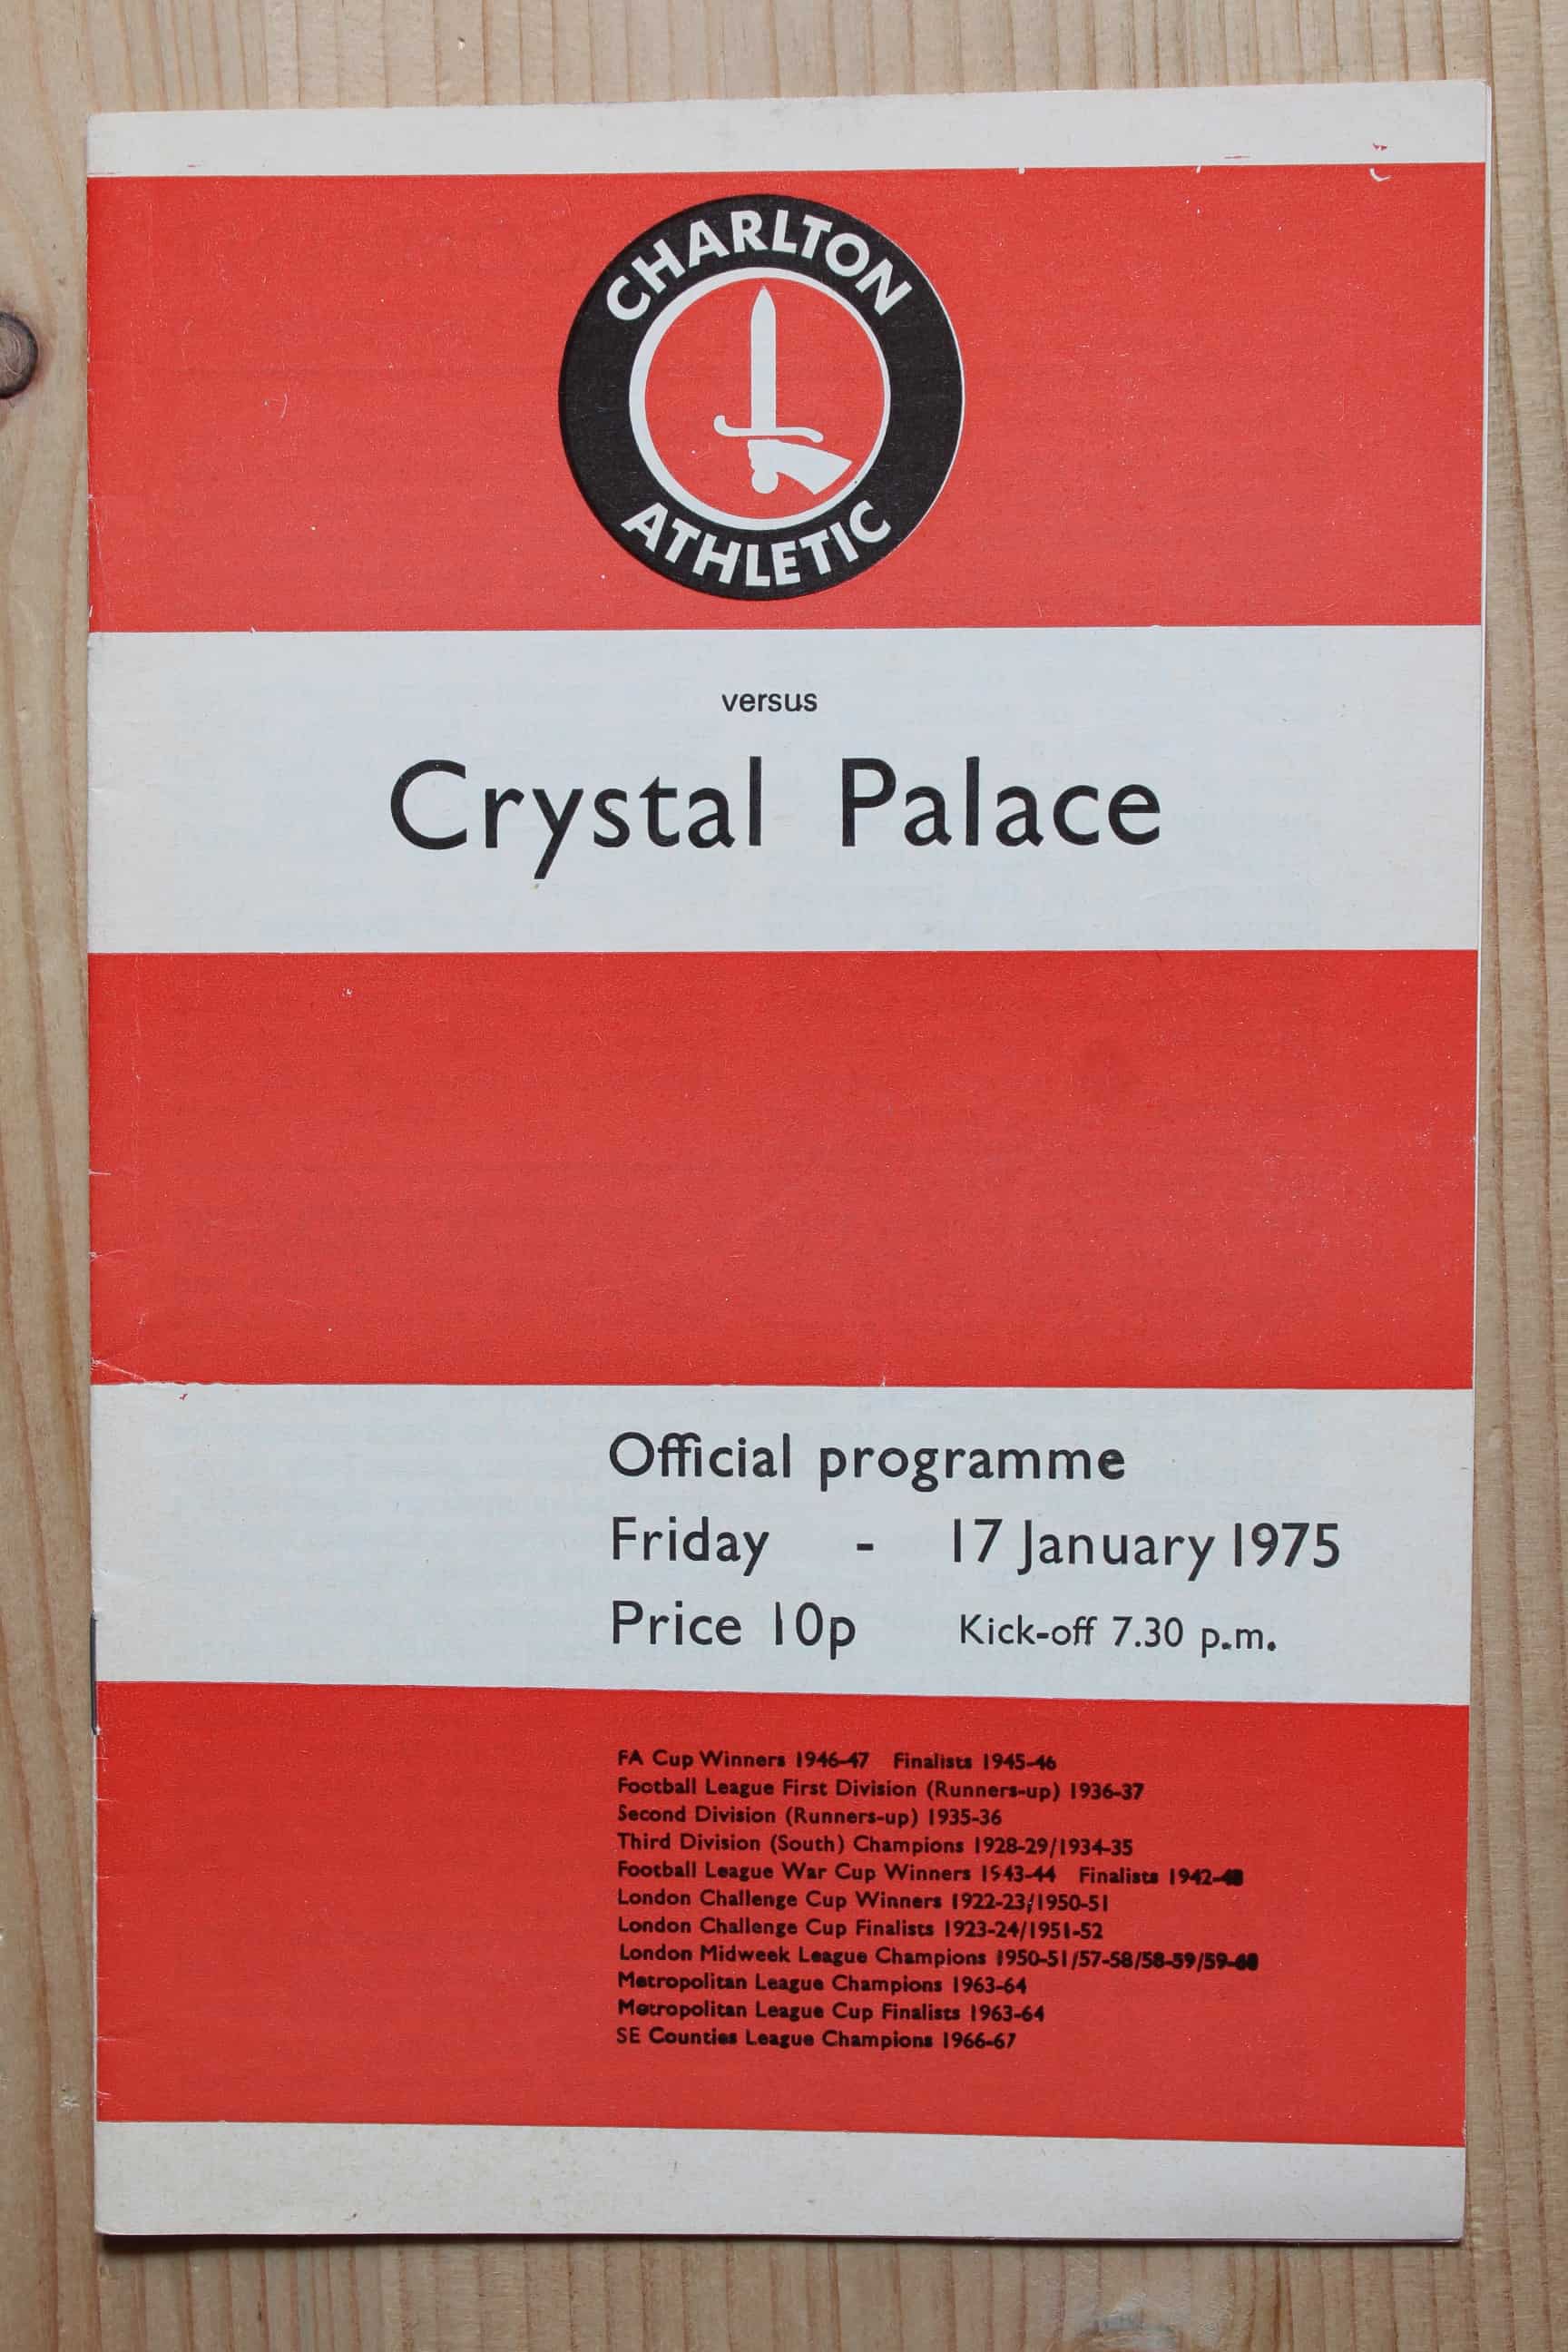 CHARLTON
ATHLETIC
versus
Crystal Palace
Official programme
Friday - 17 January 1975
Price 10p Kick-off 7.30 p.m.
FA Cup Winners 1946-47 Finalists 1945-46
Football League First Division (Runners-up) 1936-37
Second Division (Runners-up) 1935-36
Third Division (South) Champions 1928-29/1934-35
Football League War Cup Winners 1943-44 Finalists
London Challenge Cup Winners 1922-23/1950-51
London Challenge Cup Finalists 1923-24/1951-52
London Midweek League Champions 1950-51/57-58/58-59/59-60
Metropolitan League Champions 1963-64
Metropolitan League Cup Finalists 1963-64
SE Counties League Champions 1966-67